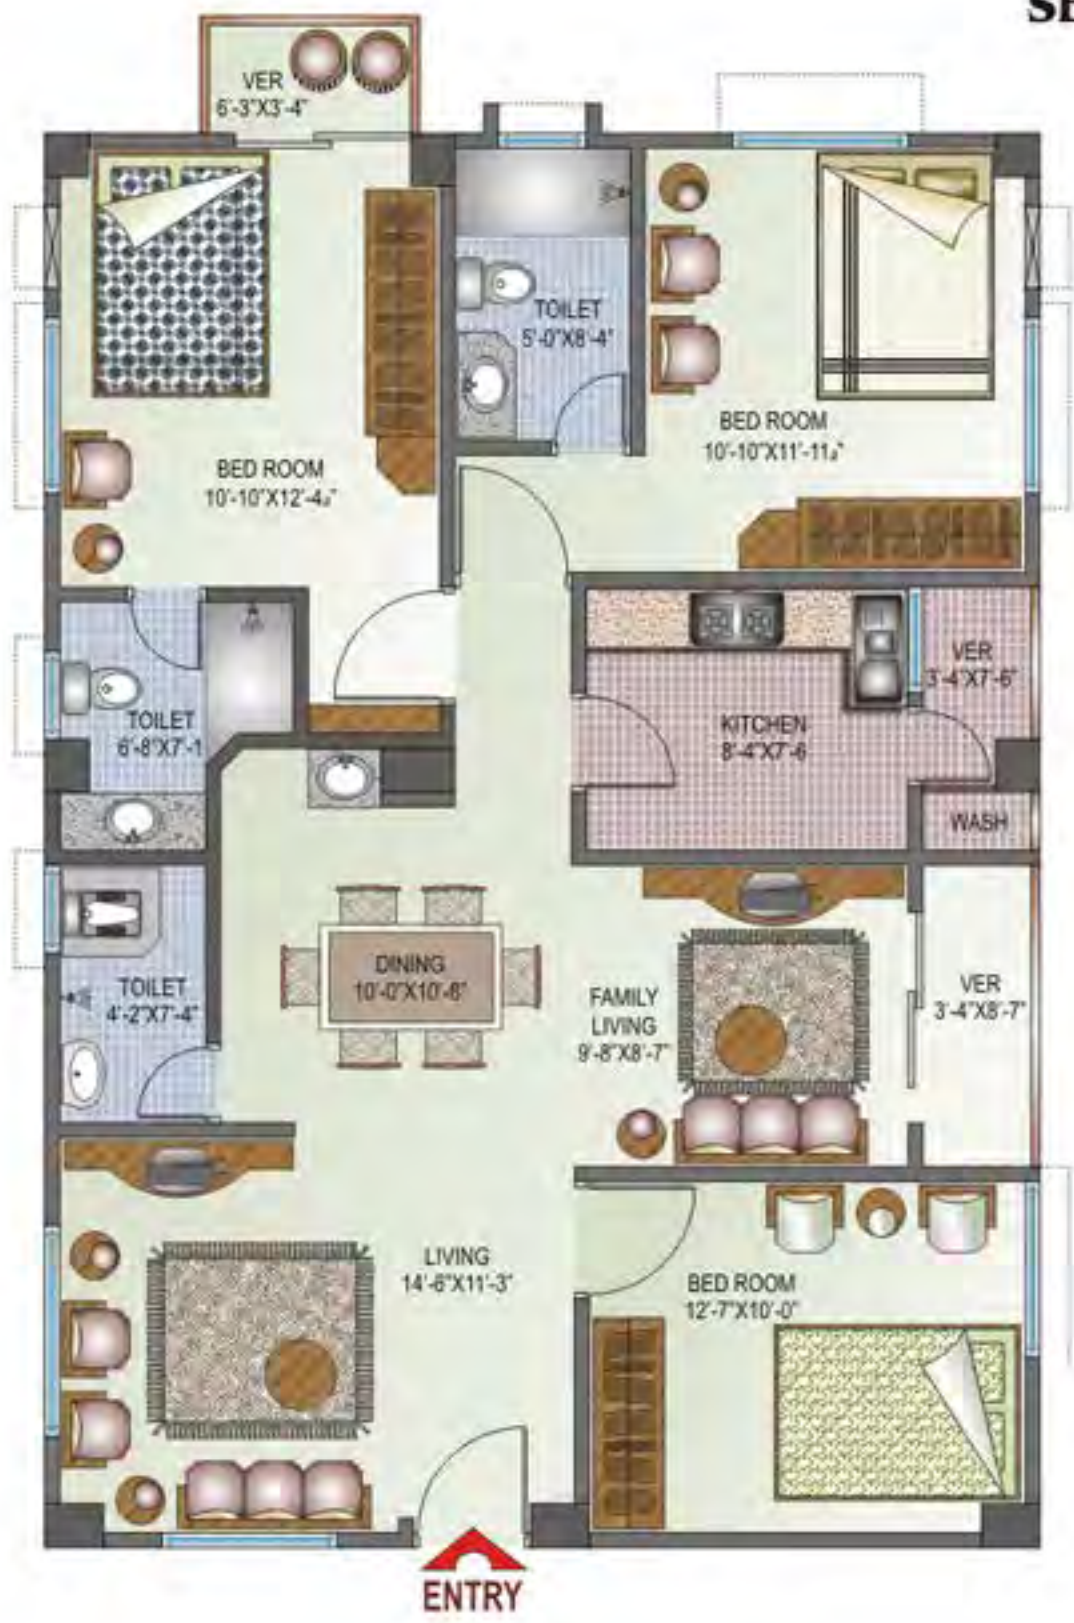 VER
6'-3"X3'-4"
TOILET
5'-0"X8'-4"
BED ROOM
10'-10"X11'-11
BED ROOM
10'-10"X12'-4
VER
3'-4"X7'-6"
TOILET
6'-8"X7'-1
KITCHEN
8'-4"X7'-6
WASH
DINING
10'-0"X10'-6"
TOILET
4'-2"X7'-4"
FAMILY
LIVING
9'-8"X8'-7"
VER
3'-4"X8'-7"
LIVING
14'-6"X11'-3"
BED ROOM
12'-7"X10'-0"
ENTRY